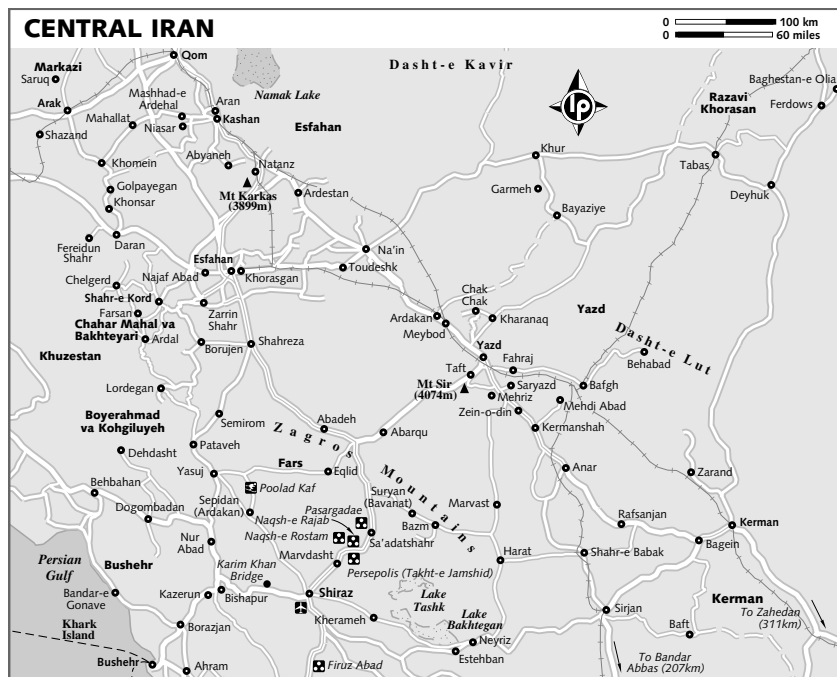 CENTRAL IRAN
0 100 km
0 60 miles
Qom
Markazi
Saruq
Arak
Mashhad-e
Ardehal
Aran
Mahallat
Niasar
Kashan
Namak Lake
Dasht-e Kavir
lp
Baghestan-e Olia
Razavi
Khorasan
Ferdows
Shazand
Esfahan
Khomein
Abyaneh
Natanz
Khur
Tabas
Golpayegan
Mt Karkas
(3899m)
Ardestan
Garmeh
Deyhuk
Khonsar
Bayaziye
Fereidun
Shahr
Daran
Na'in
Esfahan
Toudeshk
Chelgerd
Najaf Abad
Khorasgan
Shahr-e Kord
Chak
Chak
Farsan
Zarrin
Shahr
Ardakan
Kharanaq
Yazd
Chahar Mahal va
Bakhteyari
Meybod
Ardal
Borujen
Shahreza
Yazd
Dasht-e Lut
Khuzestan
Fahraj
Behabad
Taft
Mt Sir
(4074m)
Saryazd
Bafgh
Lordegan
Mehriz
Mehdi Abad
Zein-o-din
Boyerahmad
va Kohgiluyeh
Semirom
Abadeh
Kermanshah
Zagros
Abarqu
Pataveh
Dehdasht
Fars
Eqlid
Anar
Zarand
Yasuj
Mountains
Behbahan
Poolad Kaf
Suryan
(Bavanat)
Marvast
Sepidan
(Ardakan)
Pasargadae
Dogombadan
Naqsh-e Rajab
Bazm
Rafsanjan
Kerman
Naqsh-e Rostam
Sa'adatshahr
Nur
Abad
Bagein
Persian
Gulf
Bushehr
Karim Khan
Bridge
Marvdasht
Harat
Shahr-e Babak
Persepolis (Takht-e Jamshid)
Bandar-e
Gonave
Kazerun
Bishapur
Shiraz
Lake
Tashk
Kerman
Sirjan
To Zahedan
(311km)
Khark
Island
Borazjan
Kherameh
Lake
Bakhtegan
Baft
Neyriz
Bushehr
Ahram
Firuz Abad
Estehban
To Bandar
Abbas (207km)